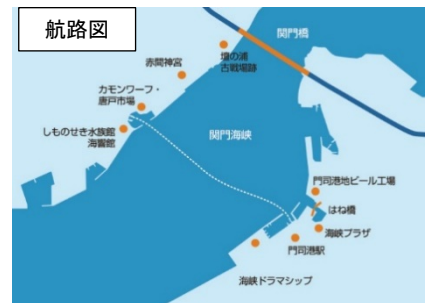 航路図
関門橋
壇の浦
古戦場跡
赤間神宮
カモンワーフ・
唐戸市場
しものせき水族館
海響館
関門海峡
門司港地ビール工場
はね橋
海峡プラザ
門司港駅
海峡ドラマシップ